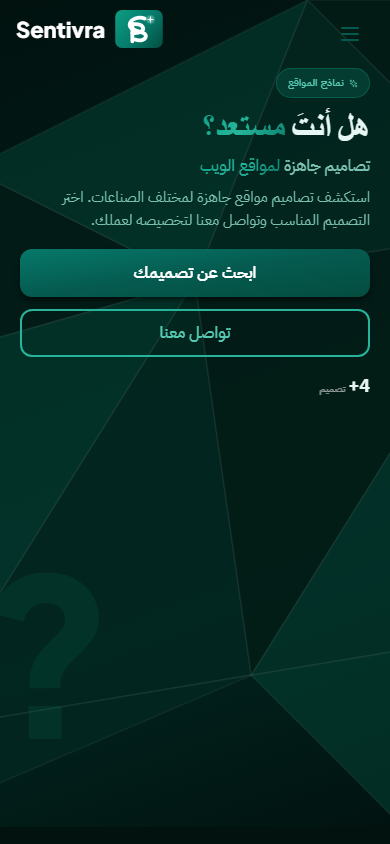 Sentivra
نماذج المواقع
هل أنتَ مستعد؟
تصاميم جاهزة لمواقع الويب
استكشف تصاميم مواقع جاهزة لمختلف الصناعات. اختر
التصميم المناسب وتواصل معنا لتخصيصه لعملك.
ابحث عن تصميمك
تواصل معنا
+4 تصميم
?